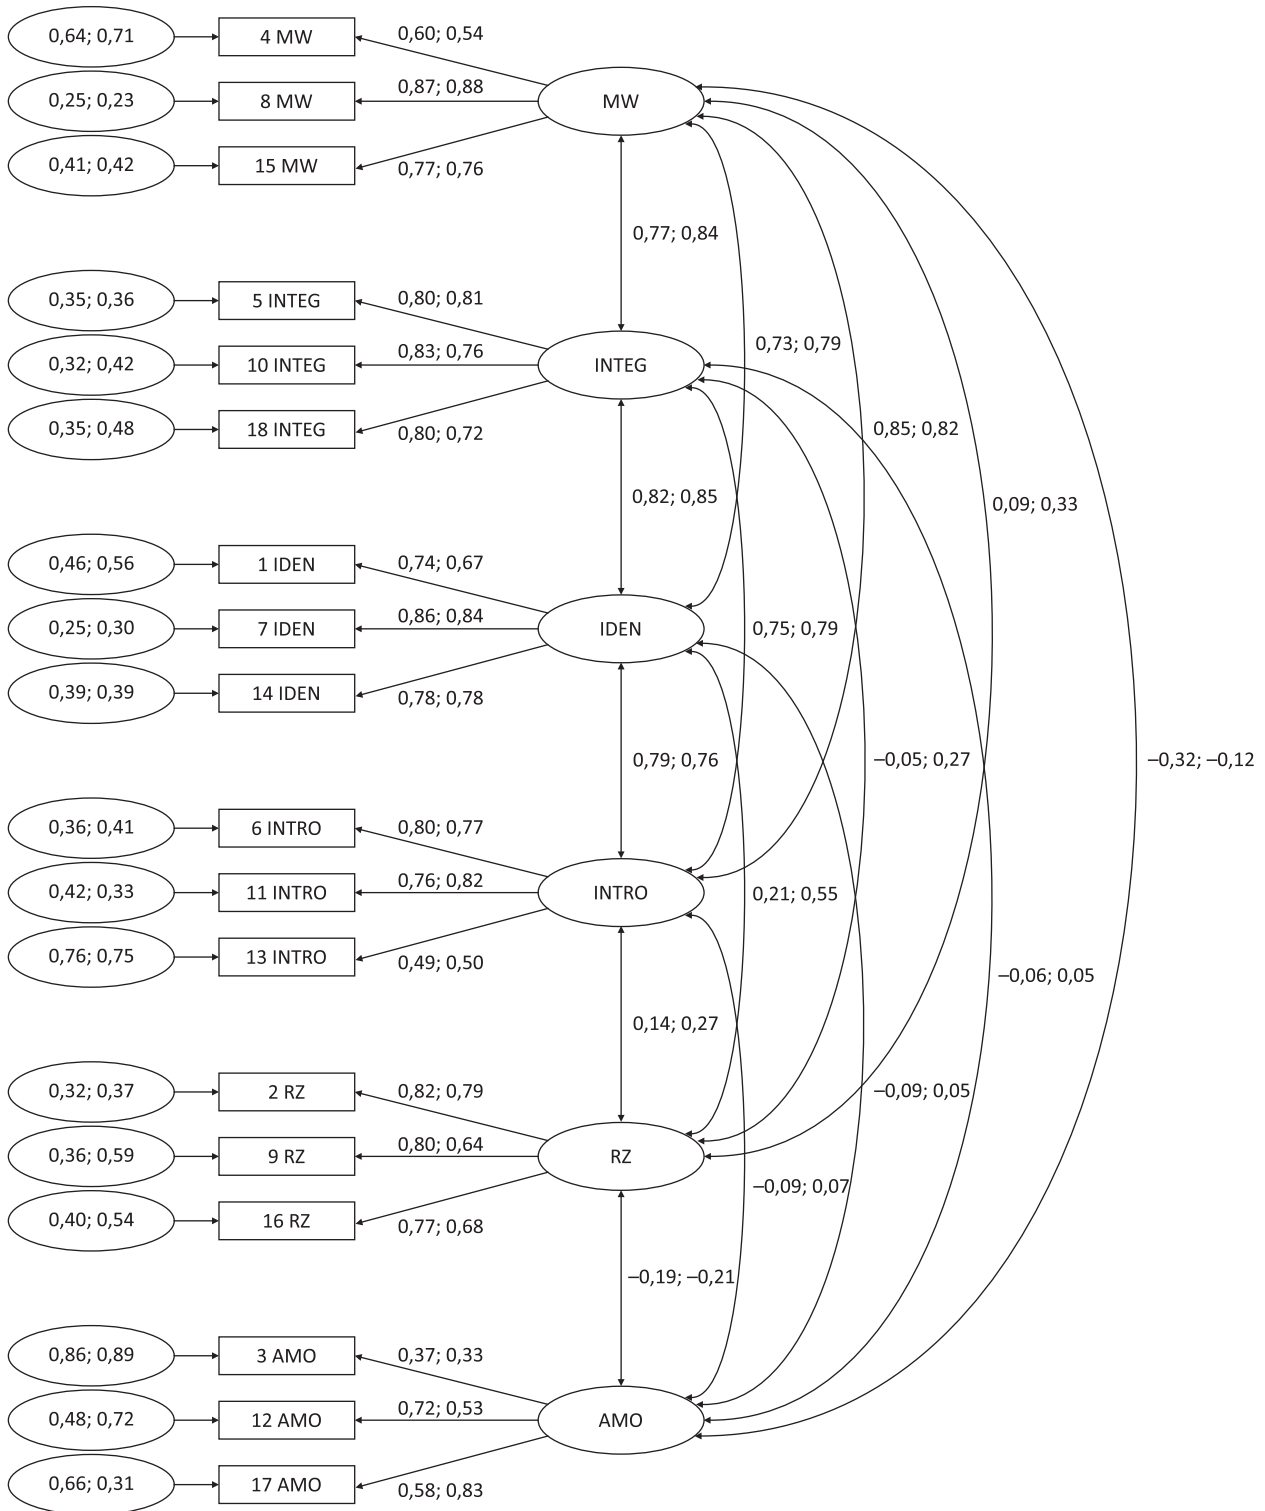 0,64; 0,71 4 MW 0,60; 0,54
0,25; 0,23 8 MW 0,87; 0,88 MW
0,41; 0,42 15 MW 0,77; 0,76
0,77; 0,84
0,35; 0,36 5 INTEG 0,80; 0,81
0,73; 0,79
0,32; 0,42 10 INTEG 0,83; 0,76 INTEG
0,35; 0,48 18 INTEG 0,80; 0,72
0,85; 0,82
0,82; 0,85
0,09; 0,33
0,46; 0,56 1 IDEN 0,74; 0,67
0,25; 0,30 7 IDEN 0,86; 0,84 IDEN
0,75; 0,79
0,39; 0,39 14 IDEN 0,78; 0,78
0,79; 0,76
–0,05; 0,27
–0,32; –0,12
0,36; 0,41 6 INTRO 0,80; 0,77
0,42; 0,33 11 INTRO 0,76; 0,82 INTRO
0,21; 0,55
0,76; 0,75 13 INTRO 0,49; 0,50
–0,06; 0,05
0,14; 0,27
0,32; 0,37 2 RZ 0,82; 0,79
–0,09; 0,05
0,36; 0,59 9 RZ 0,80; 0,64 RZ
–0,09; 0,07
0,40; 0,54 16 RZ 0,77; 0,68
–0,19; –0,21
0,86; 0,89 3 AMO 0,37; 0,33
0,48; 0,72 12 AMO 0,72; 0,53 AMO
0,66; 0,31 17 AMO 0,58; 0,83